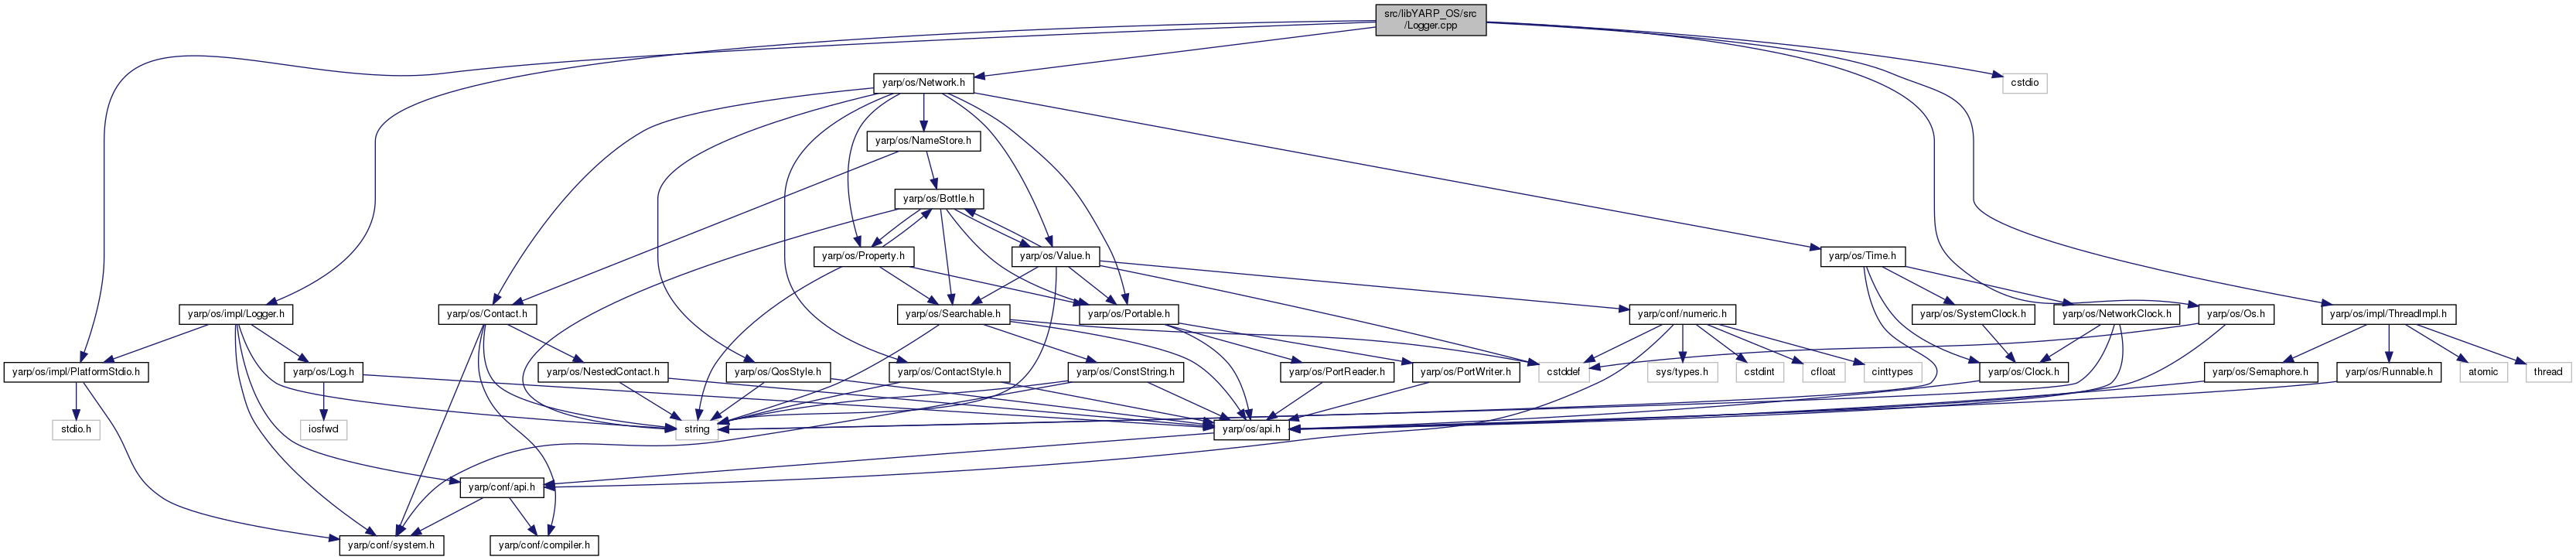 src/libYARP_OS/src
/Logger.cpp
yarp/os/Network.h
cstdio
yarp/os/NameStore.h
yarp/os/Bottle.h
yarp/os/Property.h
yarp/os/Value.h
yarp/os/Time.h
yarp/os/impl/Logger.h
yarp/os/Contact.h
yarp/os/Searchable.h
yarp/os/Portable.h
yarp/conf/numeric.h
yarp/os/SystemClock.h
yarp/os/NetworkClock.h
yarp/os/Os.h
yarp/os/impl/ThreadImpl.h
yarp/os/impl/PlatformStdio.h
yarp/os/Log.h
yarp/os/NestedContact.h
yarp/os/QosStyle.h
yarp/os/ContactStyle.h
yarp/os/ConstString.h
yarp/os/PortReader.h
yarp/os/PortWriter.h
cstddef
sys/types.h
cstdint
cfloat
cinttypes
yarp/os/Clock.h
yarp/os/Semaphore.h
yarp/os/Runnable.h
atomic
thread
stdio.h
iosfwd
string
yarp/os/api.h
yarp/conf/api.h
yarp/conf/system.h
yarp/conf/compiler.h